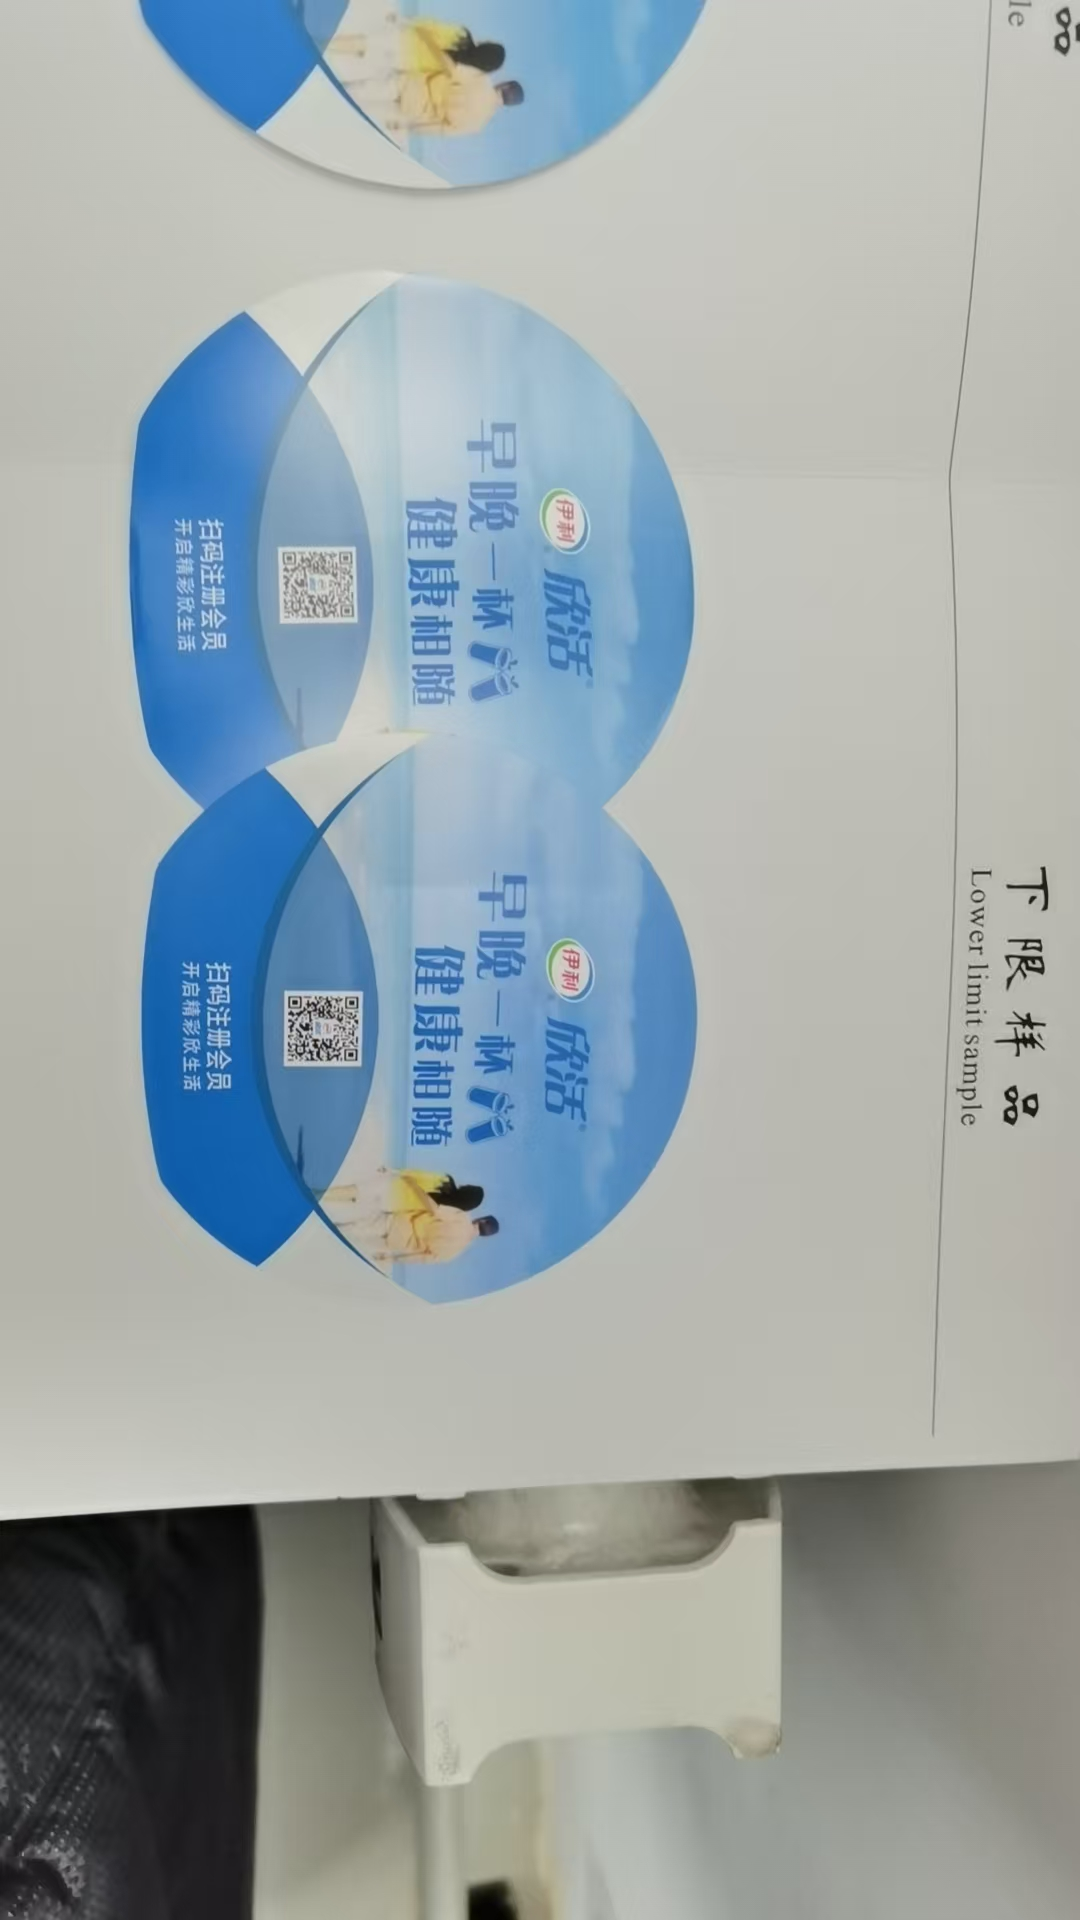 品
le
伊利
欣活®
早晚一杯
健康相随
扫码注册会员
开启精彩欣生活
下限样品
Lower limit sample
伊利
欣活®
早晚一杯
健康相随
扫码注册会员
开启精彩欣生活